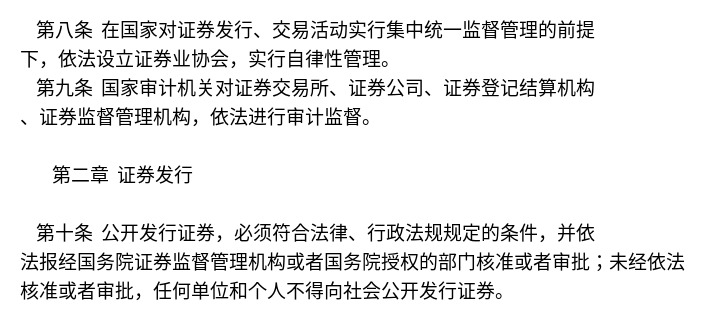 第八条 在国家对证券发行、交易活动实行集中统一监督管理的前提
下，依法设立证券业协会，实行自律性管理。
第九条 国家审计机关对证券交易所、证券公司、证券登记结算机构
、证券监督管理机构，依法进行审计监督。
第二章 证券发行
第十条 公开发行证券，必须符合法律、行政法规规定的条件，并依
法报经国务院证券监督管理机构或者国务院授权的部门核准或者审批；未经依法
核准或者审批，任何单位和个人不得向社会公开发行证券。